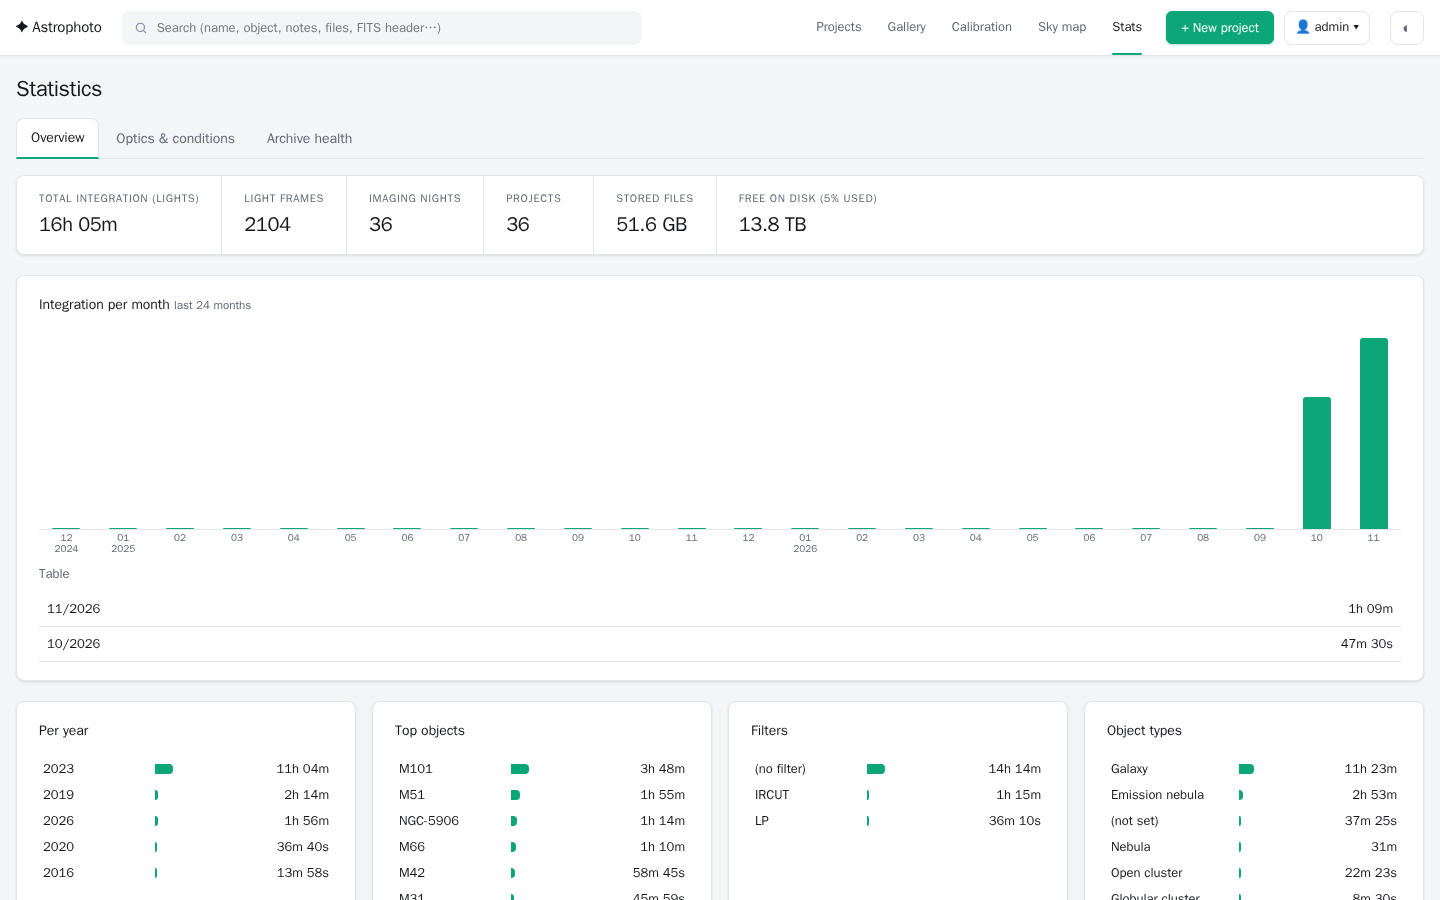 ✦ Astrophoto
Search (name, object, notes, files, FITS header…)
Projects
Gallery
Calibration
Sky map
Stats
+ New project
admin ▾
Statistics
Overview
Optics & conditions
Archive health
TOTAL INTEGRATION (LIGHTS)
16h 05m
LIGHT FRAMES
2104
IMAGING NIGHTS
36
PROJECTS
36
STORED FILES
51.6 GB
FREE ON DISK (5% USED)
13.8 TB
Integration per month last 24 months
12 01 02 03 04 05 06 07 08 09 10 11 12 01 02 03 04 05 06 07 08 09 10 11
2024 2025 2026
Table
11/2026 1h 09m
10/2026 47m 30s
Per year
2023 11h 04m
2019 2h 14m
2026 1h 56m
2020 36m 40s
2016 13m 58s
Top objects
M101 3h 48m
M51 1h 55m
NGC-5906 1h 14m
M66 1h 10m
M42 58m 45s
M31 45m 59s
Filters
(no filter) 14h 14m
IRCUT 1h 15m
LP 36m 10s
Object types
Galaxy 11h 23m
Emission nebula 2h 53m
(not set) 37m 25s
Nebula 31m
Open cluster 22m 23s
Globular cluster 8m 30s